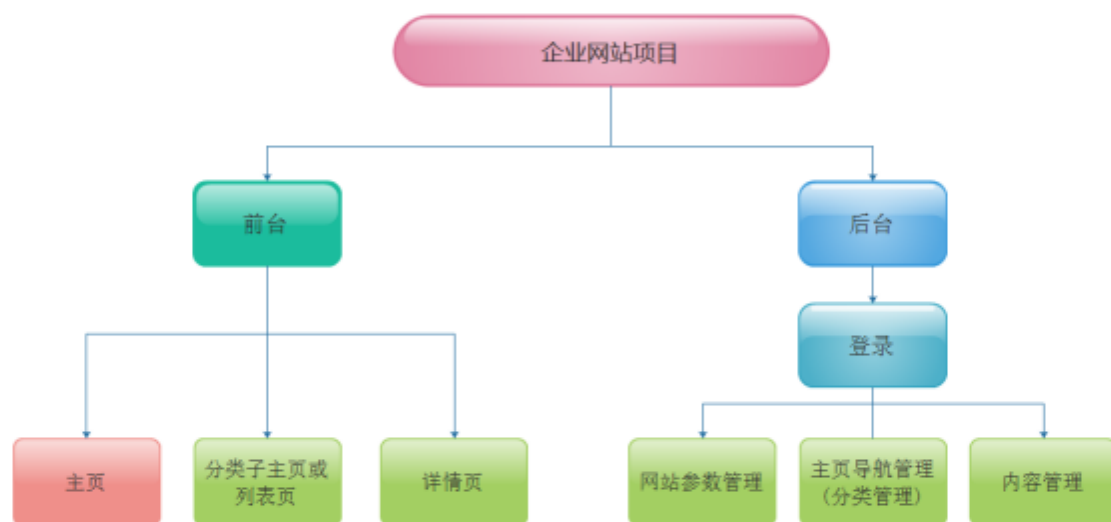 企业网站项目
前台
后台
登录
主页
分类子主页或
列表页
详情页
网站参数管理
主页导航管理
(分类管理)
内容管理